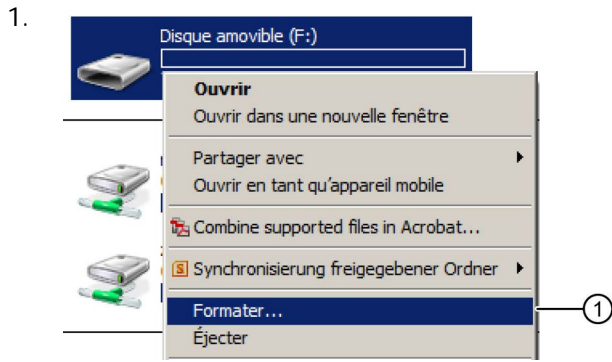 1.
Disque amovible (F:)
Ouvrir
Ouvrir dans une nouvelle fenêtre
Partager avec
Ouvrir en tant qu'appareil mobile
Combine supported files in Acrobat...
Synchronisierung freigegebener Ordner
Formater...
1
Éjecter